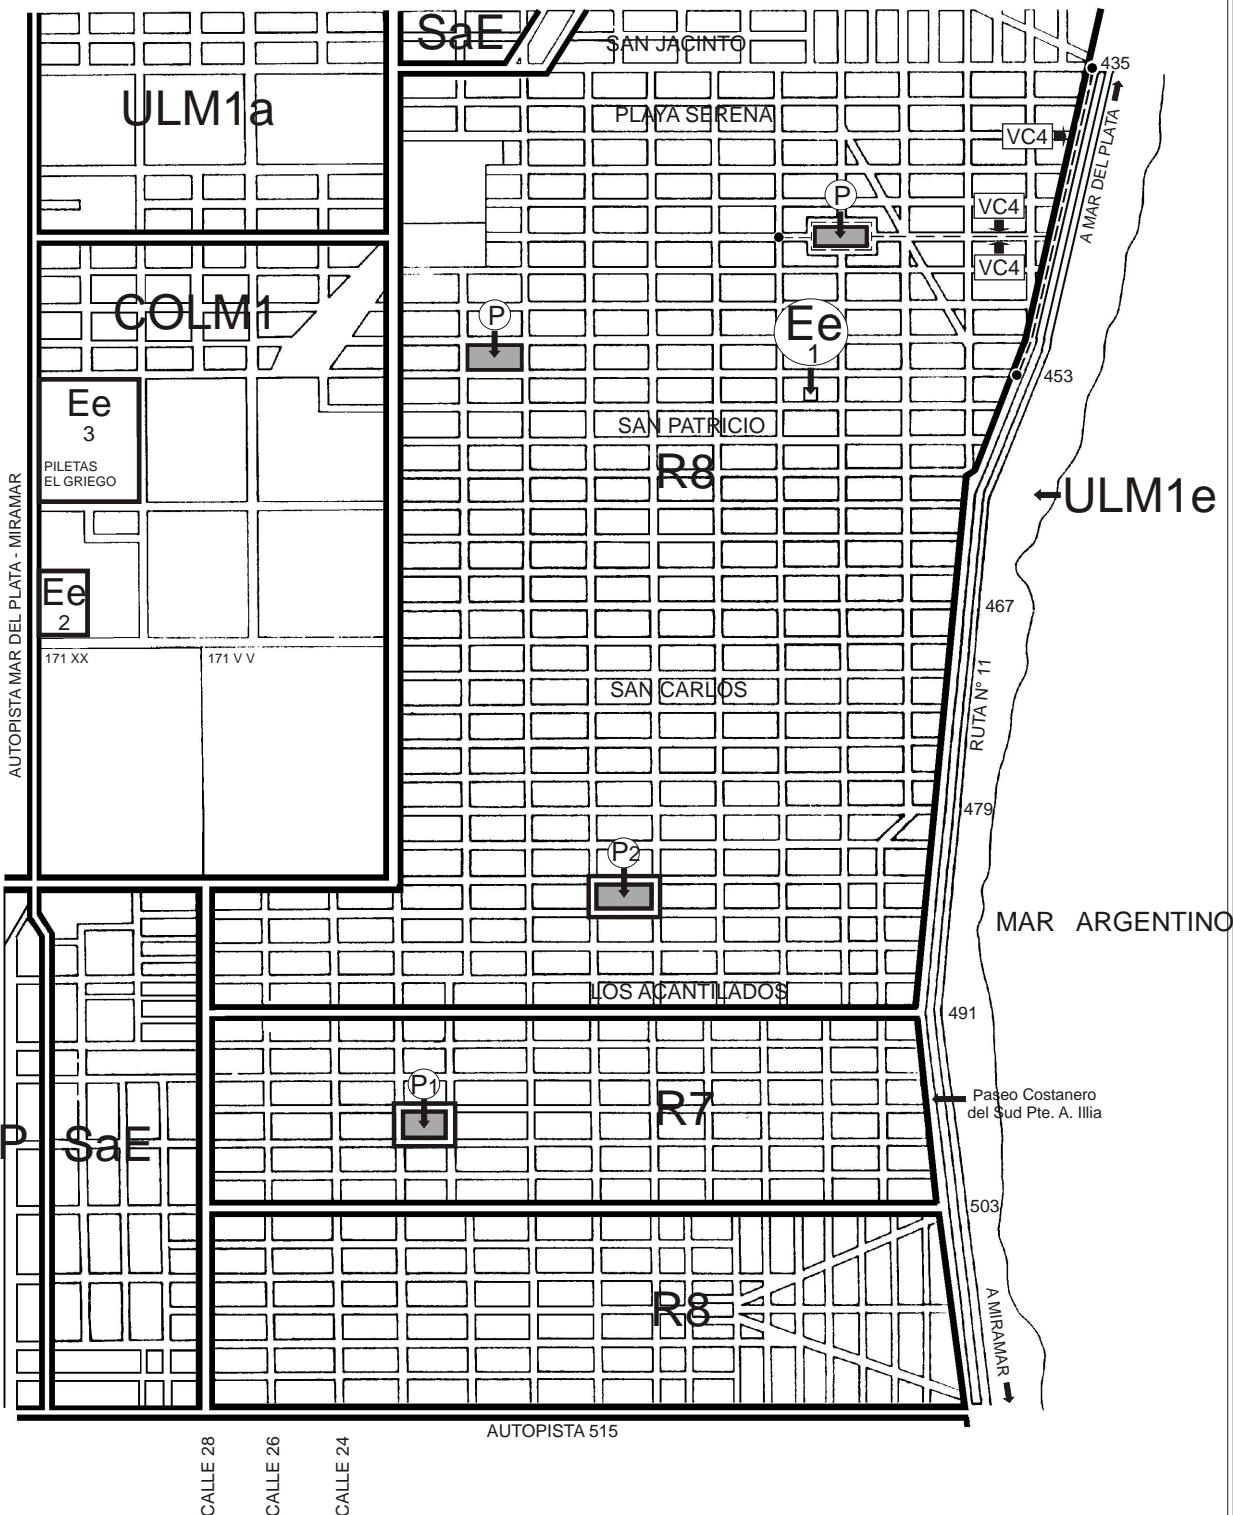 SaE
SAN JACINTO
435
ULM1a
PLAYA SERENA
VC4
A MAR DEL PLATA
P
VC4
VC4
COLM1
P
Ee
1
453
Ee
3
PILETAS
EL GRIEGO
SAN PATRICIO
R8
ULM1e
AUTOPISTA MAR DEL PLATA - MIRAMAR
Ee
2
467
171 XX
171 V V
SAN CARLOS
RUTA N° 11
479
P2
MAR ARGENTINO
LOS ACANTILADOS
491
P1
R7
Paseo Costanero
del Sud Pte. A. Illia
P
SaE
503
R8
A MIRAMAR
AUTOPISTA 515
CALLE 28
CALLE 26
CALLE 24